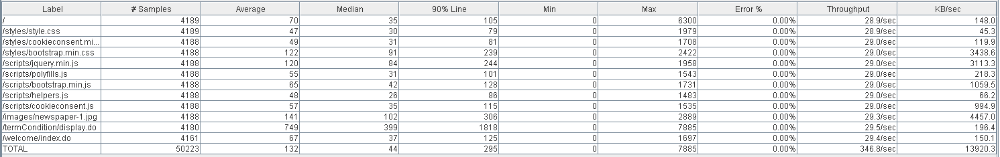 Label # Samples Average Median 90% Line Min Max Error % Throughput KB/sec
/ 4189 70 35 105 0 6300 0.00% 28.9/sec 148.0
/styles/style.css 4189 47 30 79 0 1979 0.00% 28.9/sec 45.3
/styles/cookieconsent.mi... 4188 49 31 81 0 1708 0.00% 29.0/sec 119.9
/styles/bootstrap.min.css 4188 122 91 239 0 2422 0.00% 29.0/sec 3438.6
/scripts/jquery.min.js 4188 120 84 244 0 1958 0.00% 29.0/sec 3113.3
/scripts/polyfills.js 4188 55 31 101 0 1543 0.00% 29.0/sec 218.3
/scripts/bootstrap.min.js 4188 65 42 128 0 1731 0.00% 29.0/sec 1059.5
/scripts/helpers.js 4188 48 26 86 0 1483 0.00% 29.0/sec 66.2
/scripts/cookieconsent.js 4188 57 35 115 0 1535 0.00% 29.0/sec 994.9
/images/newspaper-1.jpg 4188 141 102 306 0 2889 0.00% 29.3/sec 4457.0
/termCondition/display.do 4180 749 399 1818 0 7885 0.00% 29.5/sec 196.4
/welcome/index.do 4161 67 37 125 0 1697 0.00% 29.4/sec 150.1
TOTAL 50223 132 44 295 0 7885 0.00% 346.8/sec 13920.3